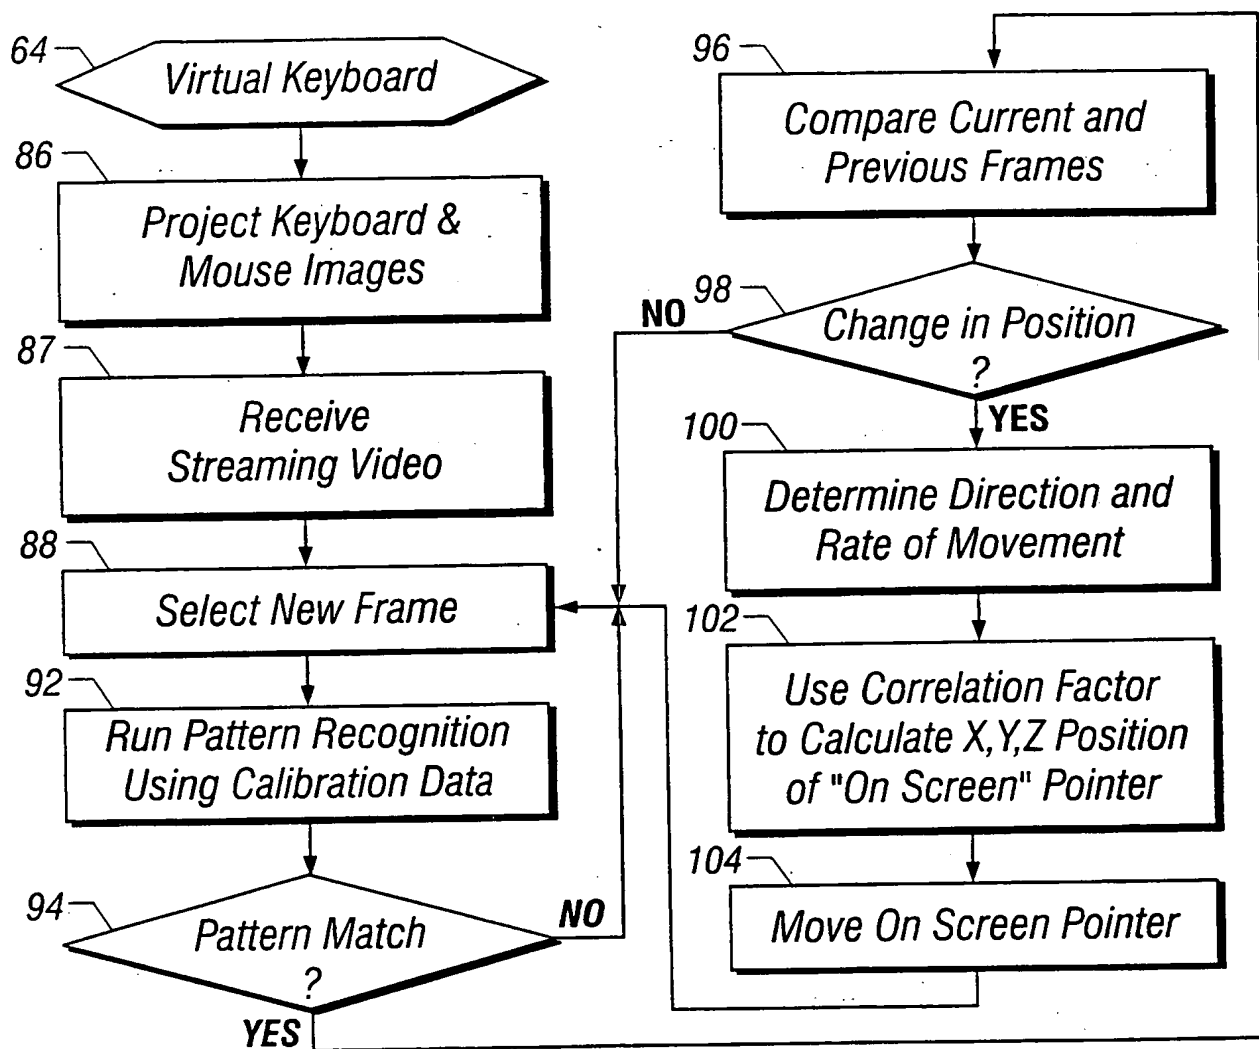 64
Virtual Keyboard
86
Project Keyboard &
Mouse Images
87
Receive
Streaming Video
88
Select New Frame
92
Run Pattern Recognition
Using Calibration Data
94
Pattern Match
?
NO
YES
96
Compare Current and
Previous Frames
98
NO
Change in Position
?
YES
100
Determine Direction and
Rate of Movement
102
Use Correlation Factor
to Calculate X,Y,Z Position
of "On Screen" Pointer
104
Move On Screen Pointer